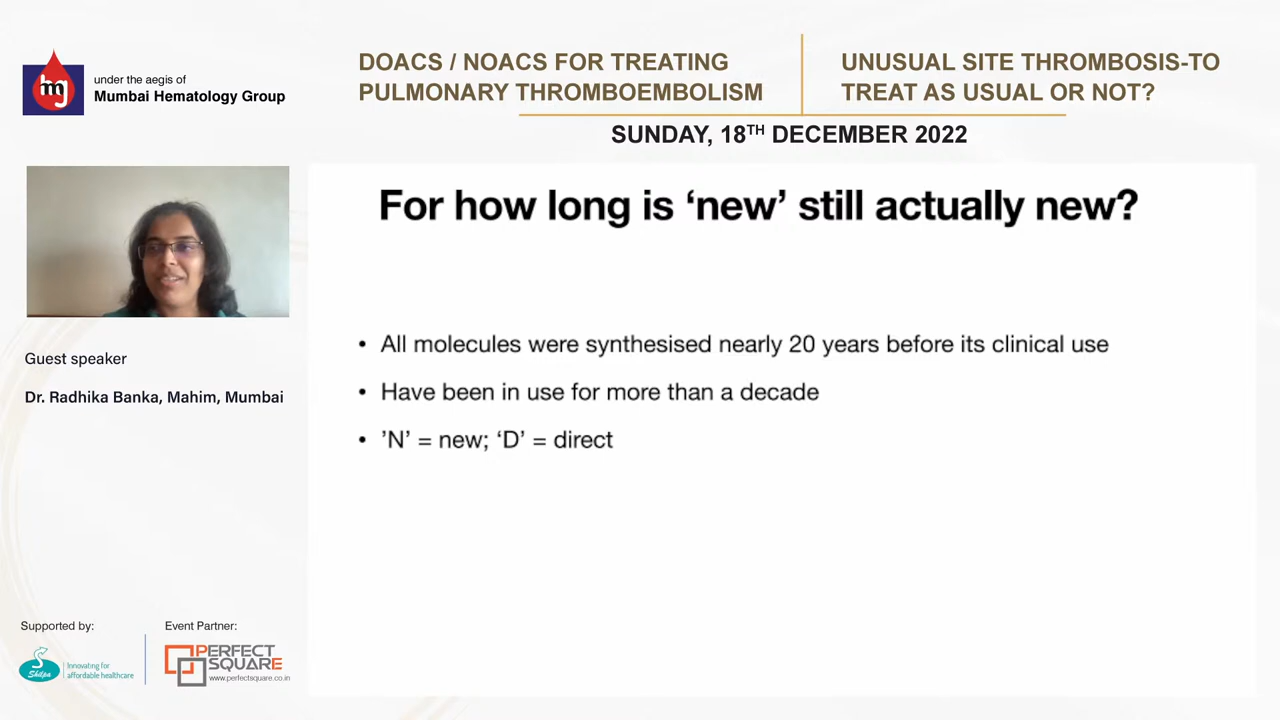 mg
under the aegis of
Mumbai Hematology Group
DOACS / NOACS FOR TREATING
PULMONARY THROMBOEMBOLISM
UNUSUAL SITE THROMBOSIS-TO
TREAT AS USUAL OR NOT?
SUNDAY, 18TH DECEMBER 2022
Guest speaker
Dr. Radhika Banka, Mahim, Mumbai
For how long is ‘new’ still actually new?
• All molecules were synthesised nearly 20 years before its clinical use
• Have been in use for more than a decade
• ’N’ = new; ‘D’ = direct
Supported by:
Shilpa
Innovating for
affordable healthcare
Event Partner:
PERFECT
SQUARE
www.perfectsquare.co.in